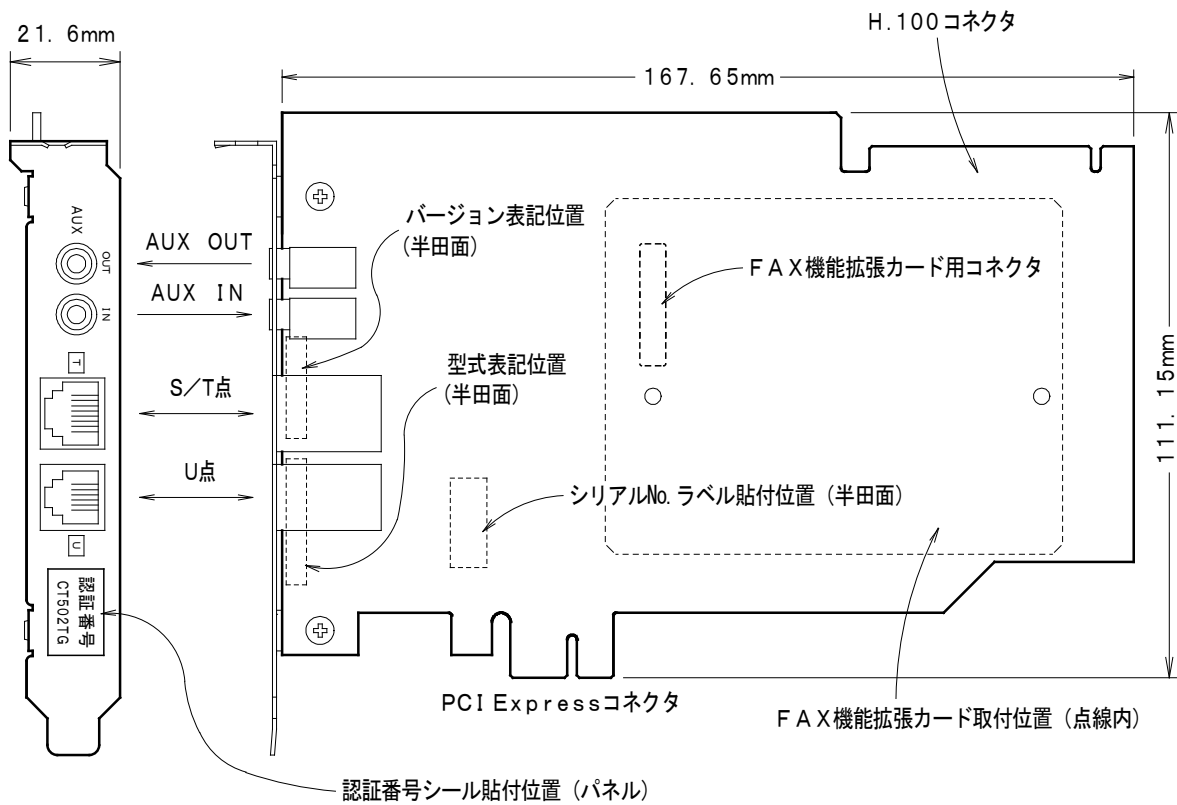 21.6mm
H.100コネクタ
167.65mm
バージョン表記位置
(半田面)
AUX OUT
AUX IN
FAX機能拡張カード用コネクタ
型式表記位置
(半田面)
S/T点
U点
シリアルNo.ラベル貼付位置(半田面)
111.15mm
AUX
OUT
IN
T
U
認証番号
CT502TG
PCI Expressコネクタ
FAX機能拡張カード取付位置(点線内)
認証番号シール貼付位置(パネル)